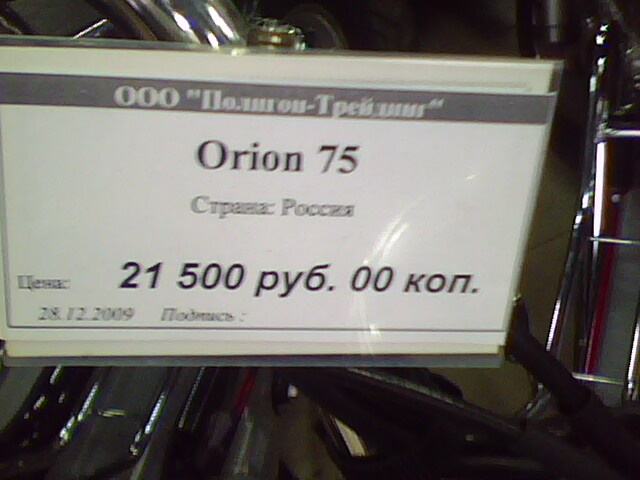 ООО "Полигон-Трейдинг"
Orion 75
Страна: Россия
Цена: 21 500 руб. 00 коп.
28.12.2009 Подпись :